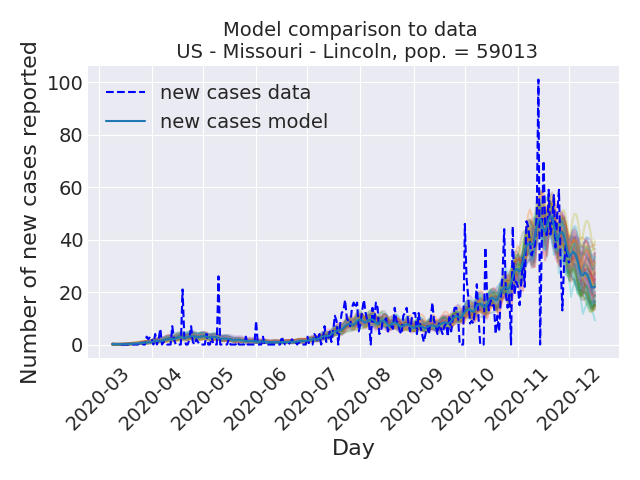 Model comparison to data
US - Missouri - Lincoln, pop. = 59013
Number of new cases reported
100
80
60
40
20
0
new cases data
new cases model
2020-03
2020-04
2020-05
2020-06
2020-07
2020-08
2020-09
2020-10
2020-11
2020-12
Day